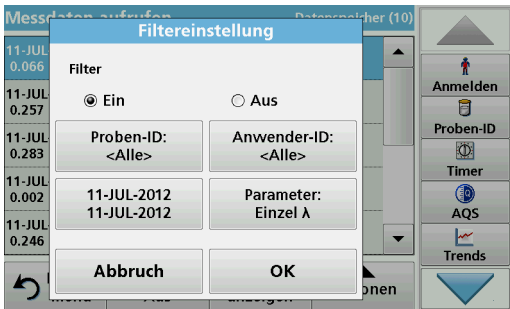 Messdaten aufrufen Datenspeicher (10)
Filtereinstellung
11-JUL
0.066
Filter
Ein Aus
11-JUL
0.257
Proben-ID:
<Alle>
Anwender-ID:
<Alle>
11-JUL
0.283
11-JUL
0.002
11-JUL-2012
11-JUL-2012
Parameter:
Einzel λ
11-JUL
0.246
Abbruch
OK
anzeigen
onen
Anmelden
Proben-ID
Timer
AQS
Trends